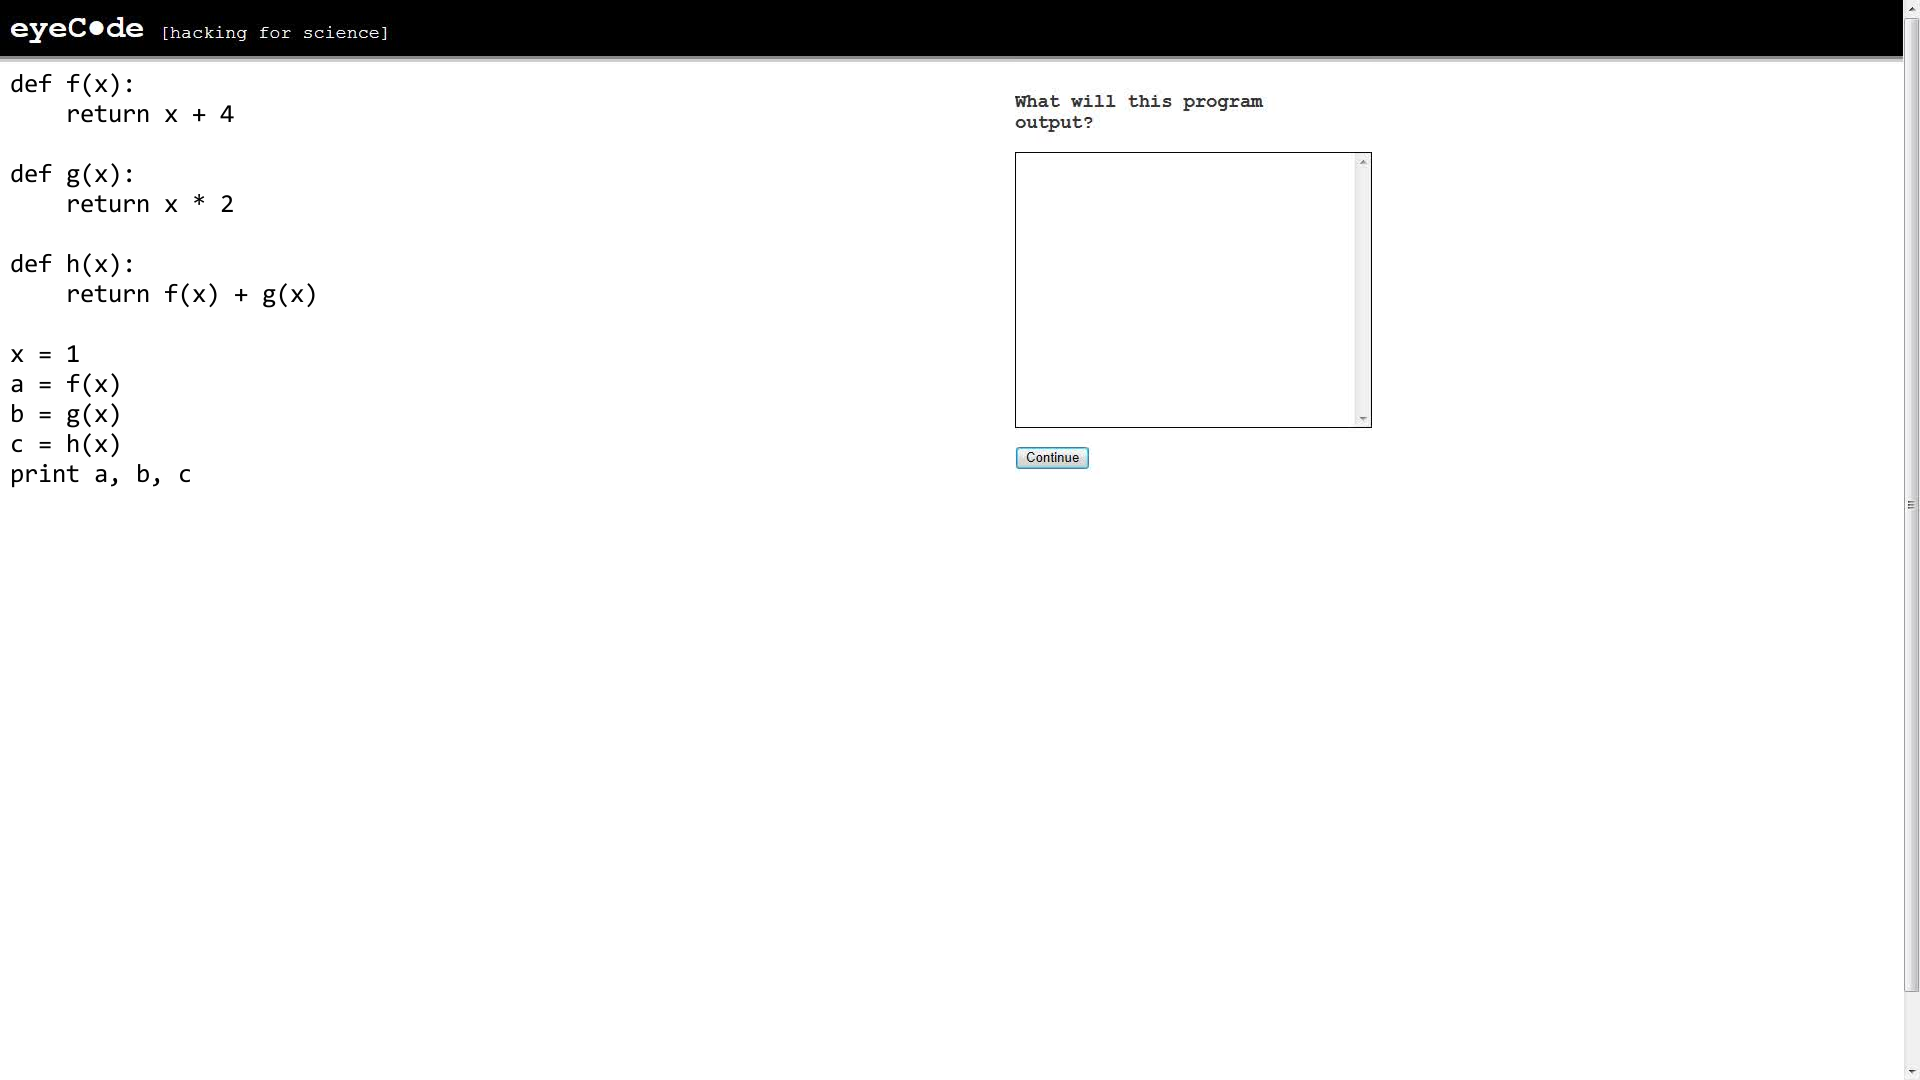 eyeC●de [hacking for science]
def f(x):
    return x + 4

def g(x):
    return x * 2

def h(x):
    return f(x) + g(x)

x = 1
a = f(x)
b = g(x)
c = h(x)
print a, b, c
What will this program
output?
Continue